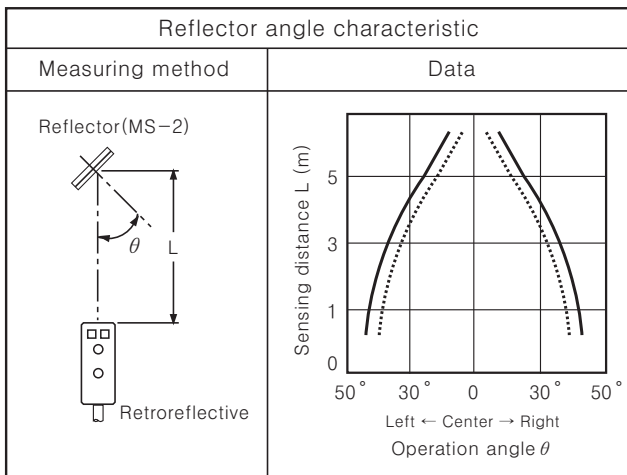 Reflector angle characteristic
Measuring method
Data
Reflector(MS-2)
θ
L
Retroreflective
Sensing distance L (m)
5
3
1
0
50° 30° 0 30° 50°
Left ← Center → Right
Operation angle θ